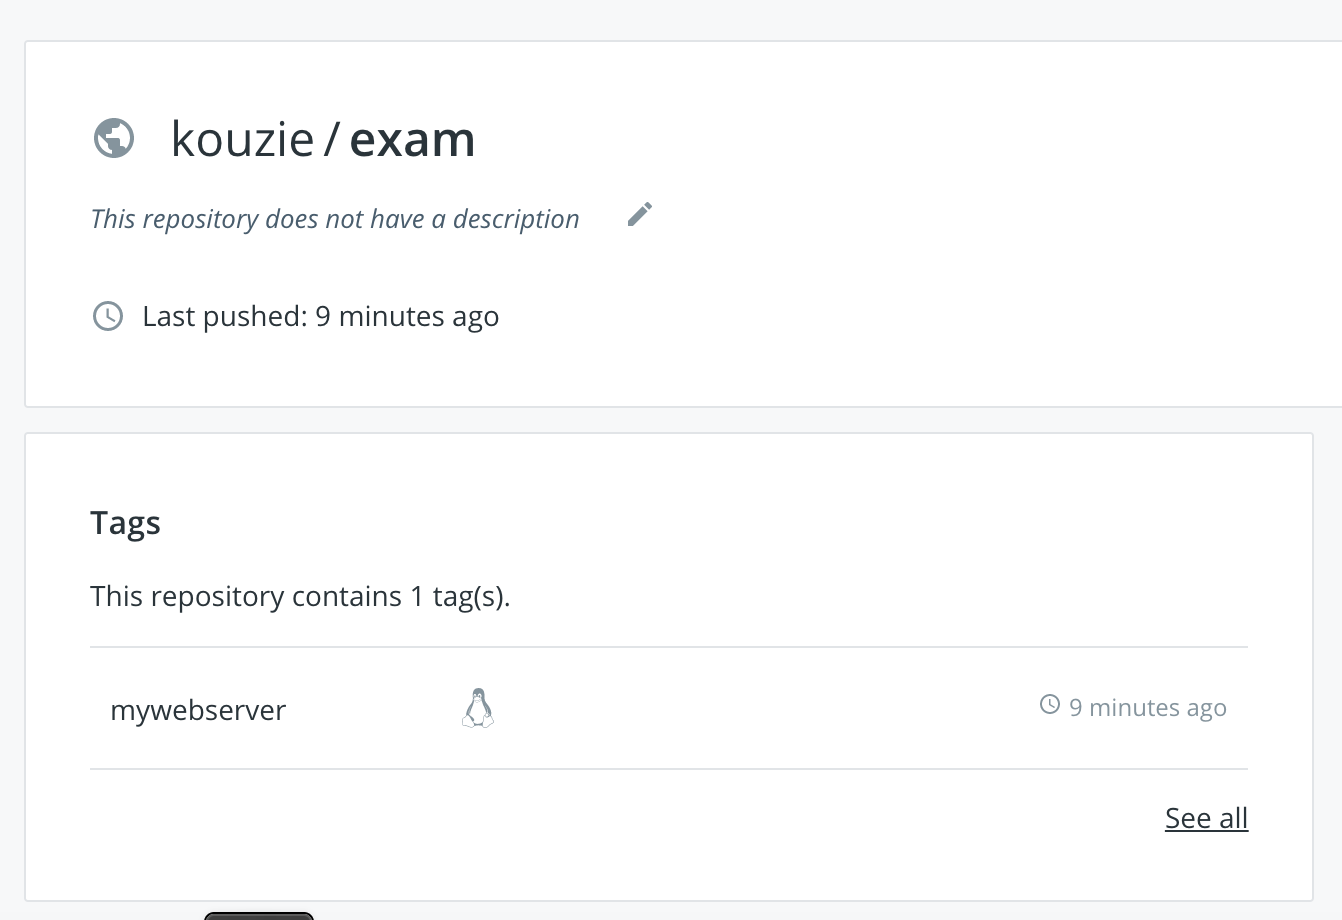 kouzie / exam
This repository does not have a description
Last pushed: 9 minutes ago
Tags
This repository contains 1 tag(s).
mywebserver 9 minutes ago
See all